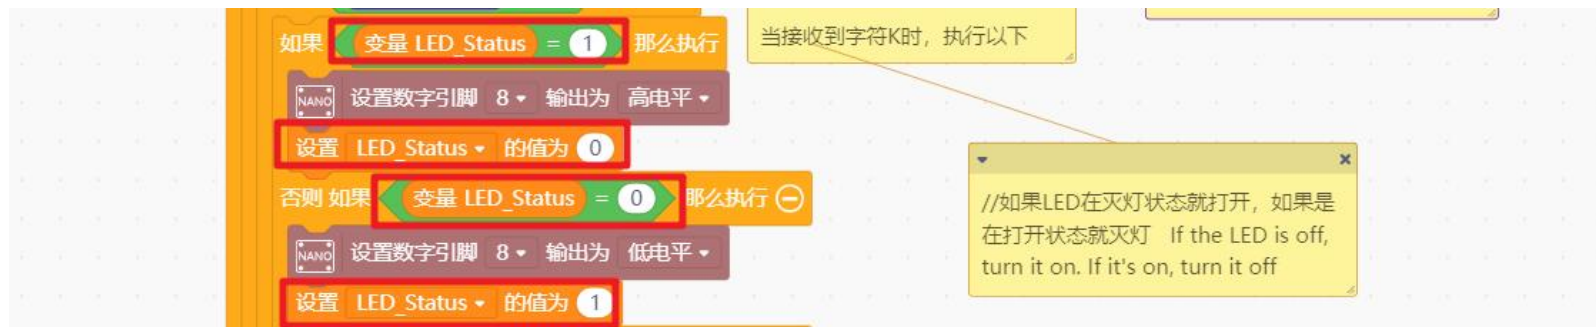 如果 变量 LED_Status = 1 那么执行
NANO 设置数字引脚 8 输出为 高电平
设置 LED_Status 的值为 0
否则 如果 变量 LED_Status = 0 那么执行
NANO 设置数字引脚 8 输出为 低电平
设置 LED_Status 的值为 1
当接收到字符K时，执行以下
//如果LED在灭灯状态就打开，如果是
在打开状态就灭灯 If the LED is off,
turn it on. If it's on, turn it off